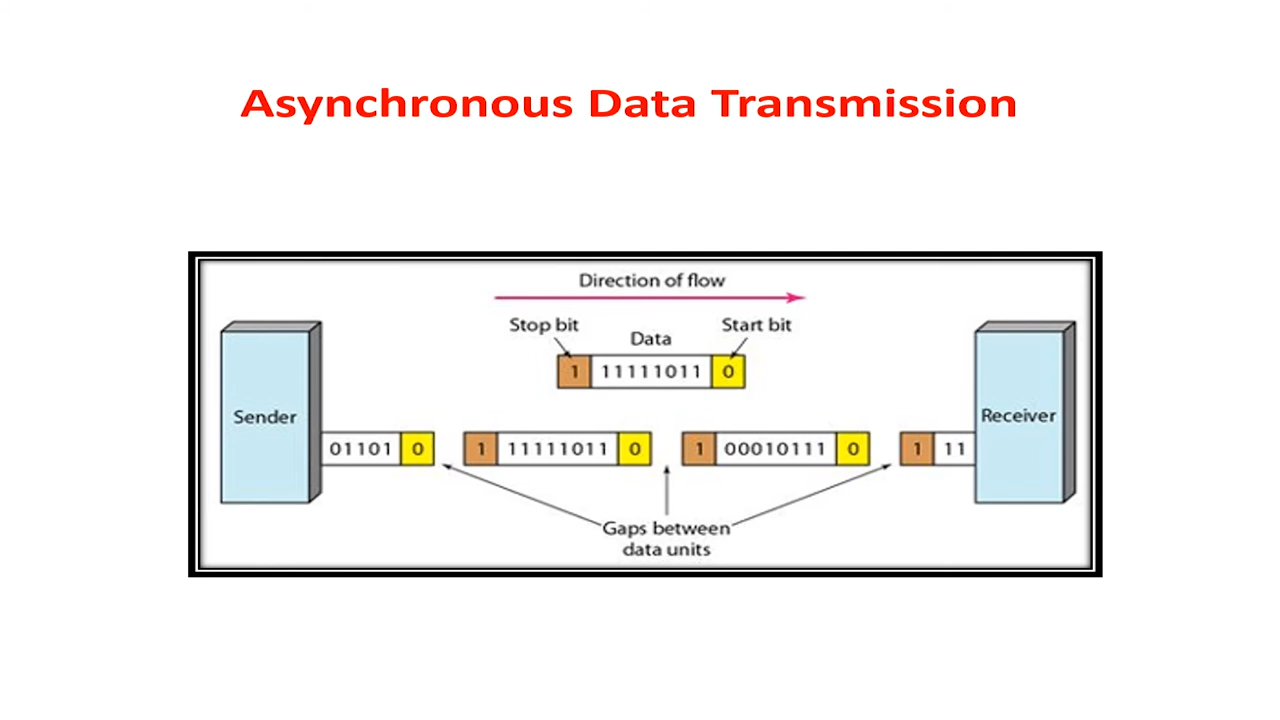 Asynchronous Data Transmission
Direction of flow
Stop bit
Data
Start bit
1 11111011 0
Sender
Receiver
01101 0
1 11111011 0
1 00010111 0
1 11
Gaps between
data units